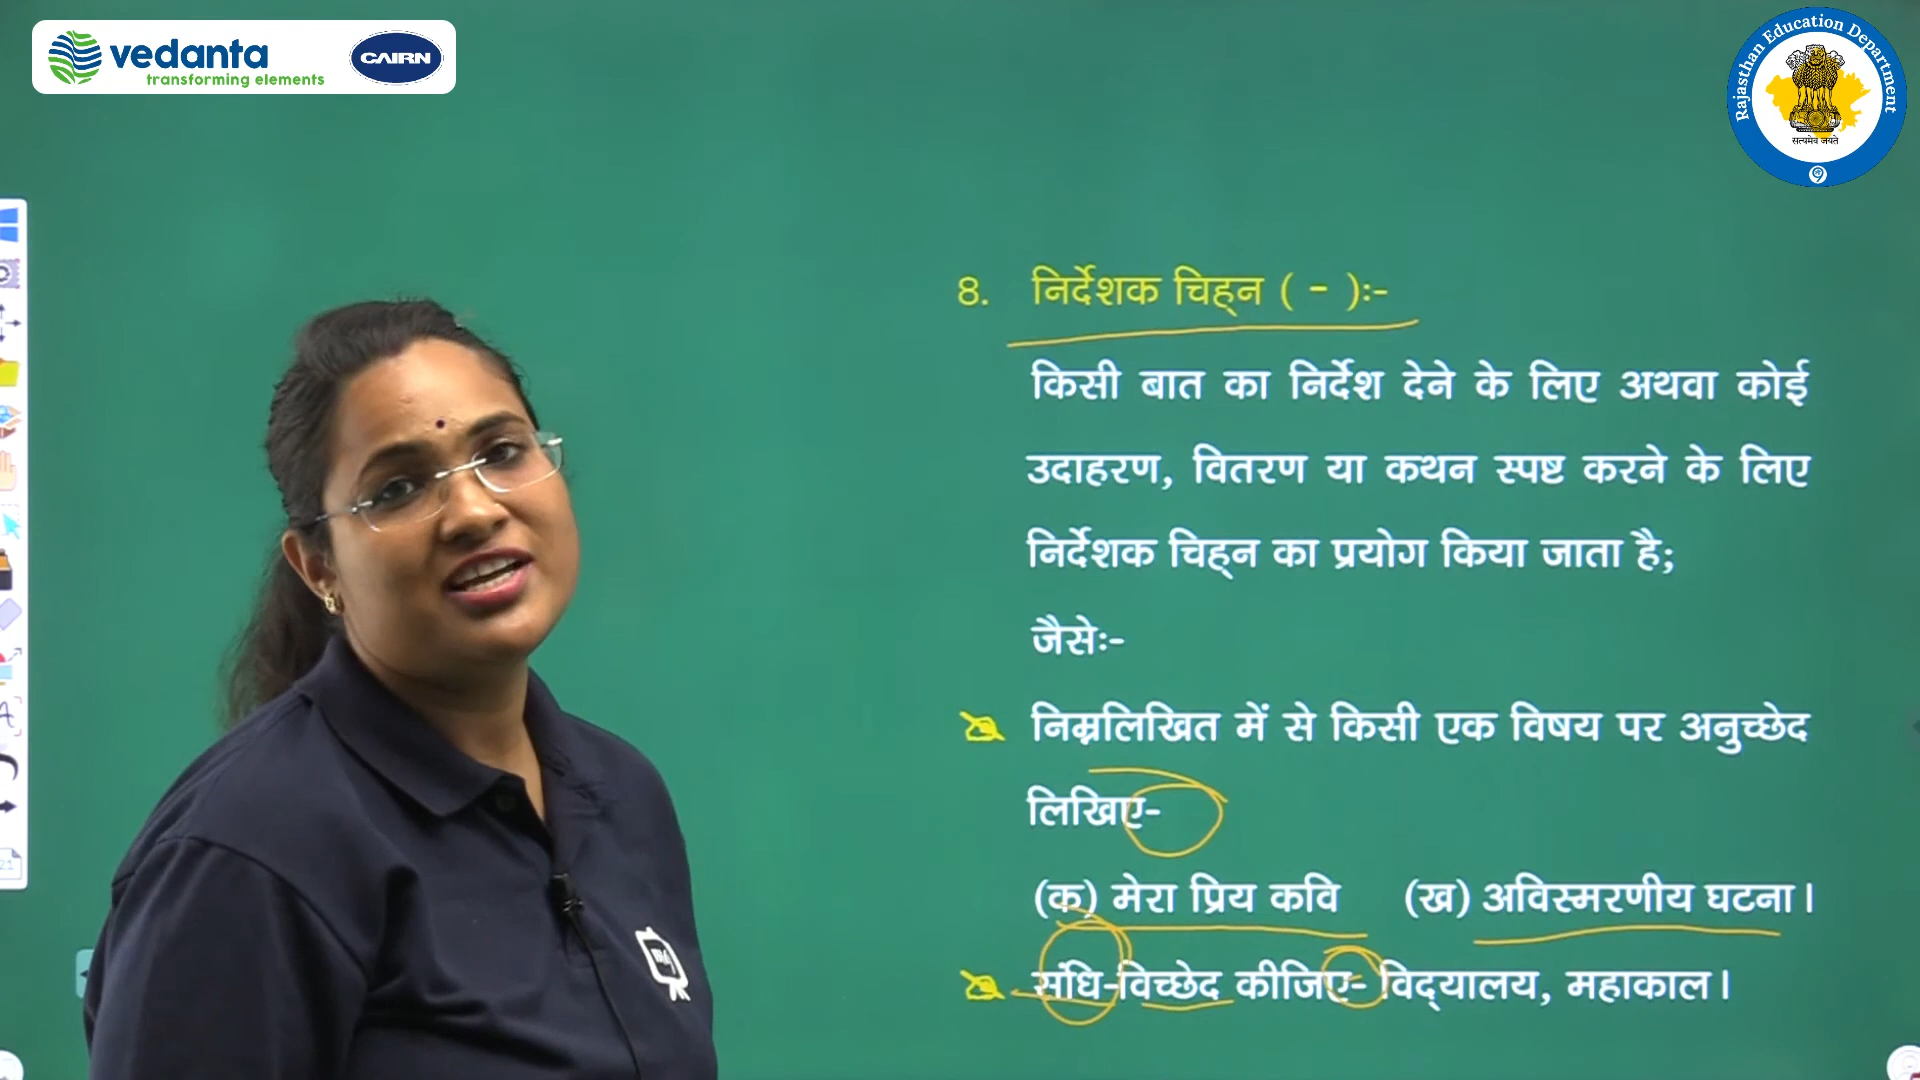 vedanta
transforming elements
CAIRN
Rajasthan Education Department
सत्यमेव जयते
8. निर्देशक चिह्न ( - ):-
किसी बात का निर्देश देने के लिए अथवा कोई
उदाहरण, वितरण या कथन स्पष्ट करने के लिए
निर्देशक चिह्न का प्रयोग किया जाता है;
जैसे:-
निम्नलिखित में से किसी एक विषय पर अनुच्छेद
लिखिए-
(क) मेरा प्रिय कवि (ख) अविस्मरणीय घटना।
संधि-विच्छेद कीजिए- विद्यालय, महाकाल।